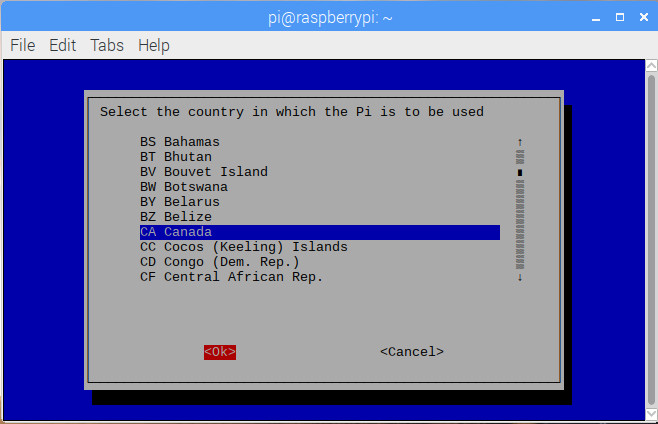 pi@raspberrypi: ~
File Edit Tabs Help
Select the country in which the Pi is to be used
BS Bahamas
BT Bhutan
BV Bouvet Island
BW Botswana
BY Belarus
BZ Belize
CA Canada
CC Cocos (Keeling) Islands
CD Congo (Dem. Rep.)
CF Central African Rep.
<Ok> <Cancel>